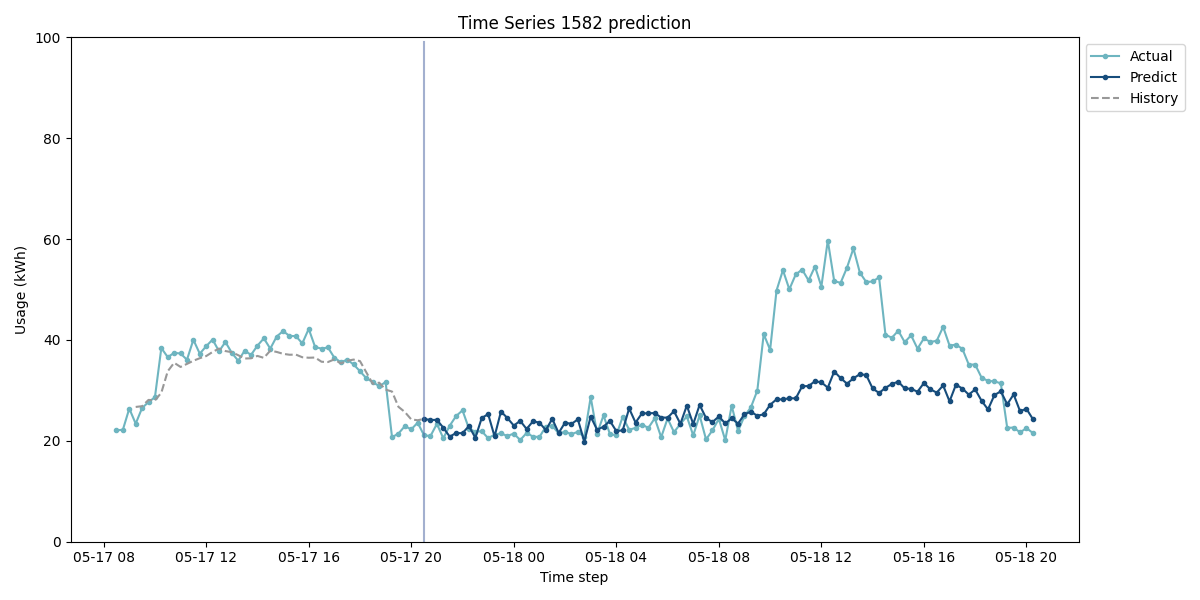 Time Series 1582 prediction
100
80
60
40
20
0
Usage (kWh)
05-17 08
05-17 12
05-17 16
05-17 20
05-18 00
05-18 04
05-18 08
05-18 12
05-18 16
05-18 20
Time step
Actual
Predict
History